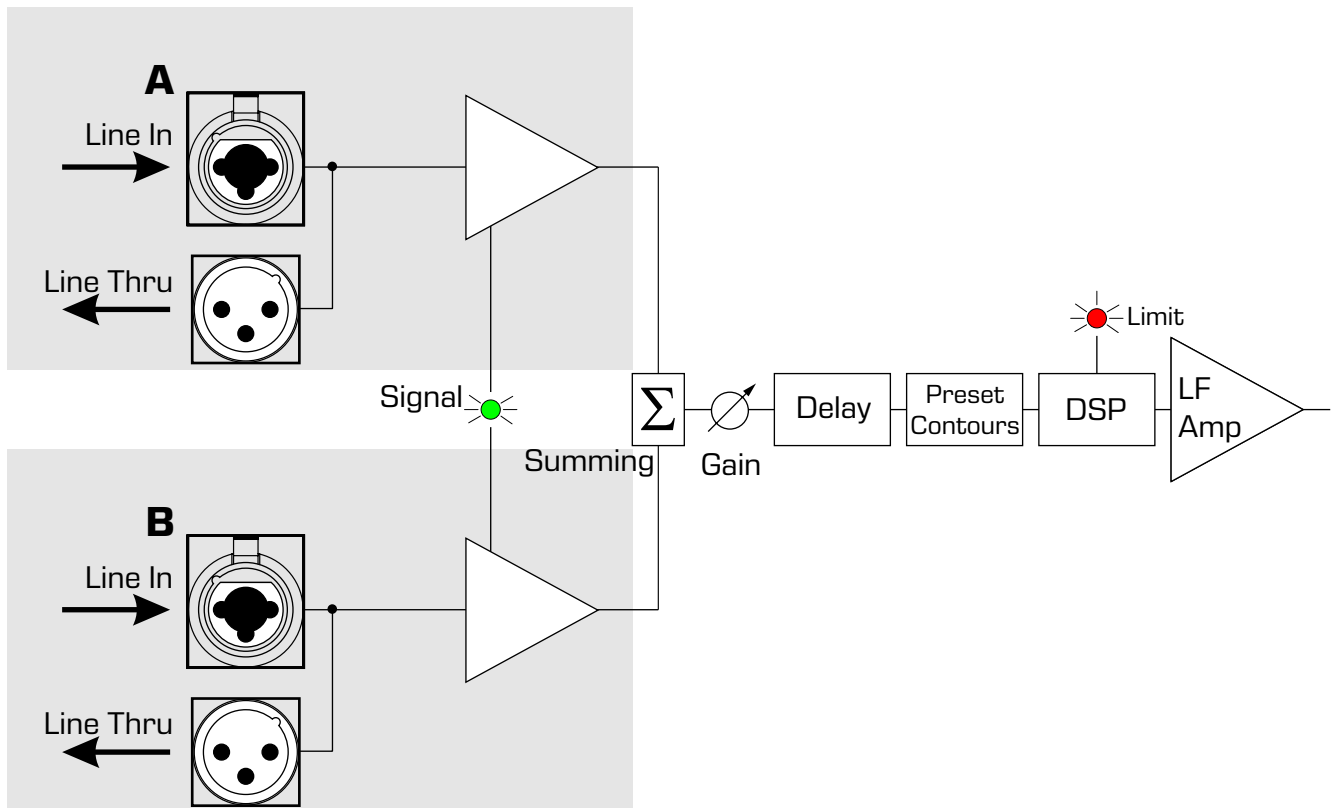 A
Line In
Line Thru
Signal
Limit
Σ
Delay
Preset
Contours
DSP
LF
Amp
Summing
Gain
B
Line In
Line Thru